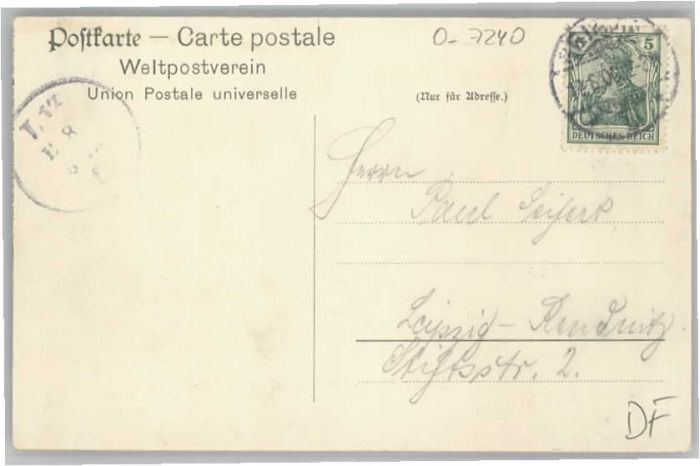 Postkarte — Carte postale
Weltpostverein
Union Postale universelle
0-7240
(Nur für Adresse.)
5
DEUTSCHES REICH
Herrn
Paul Seifert
Leipzig-Reudnitz
Stiftsstr. 2.
DF